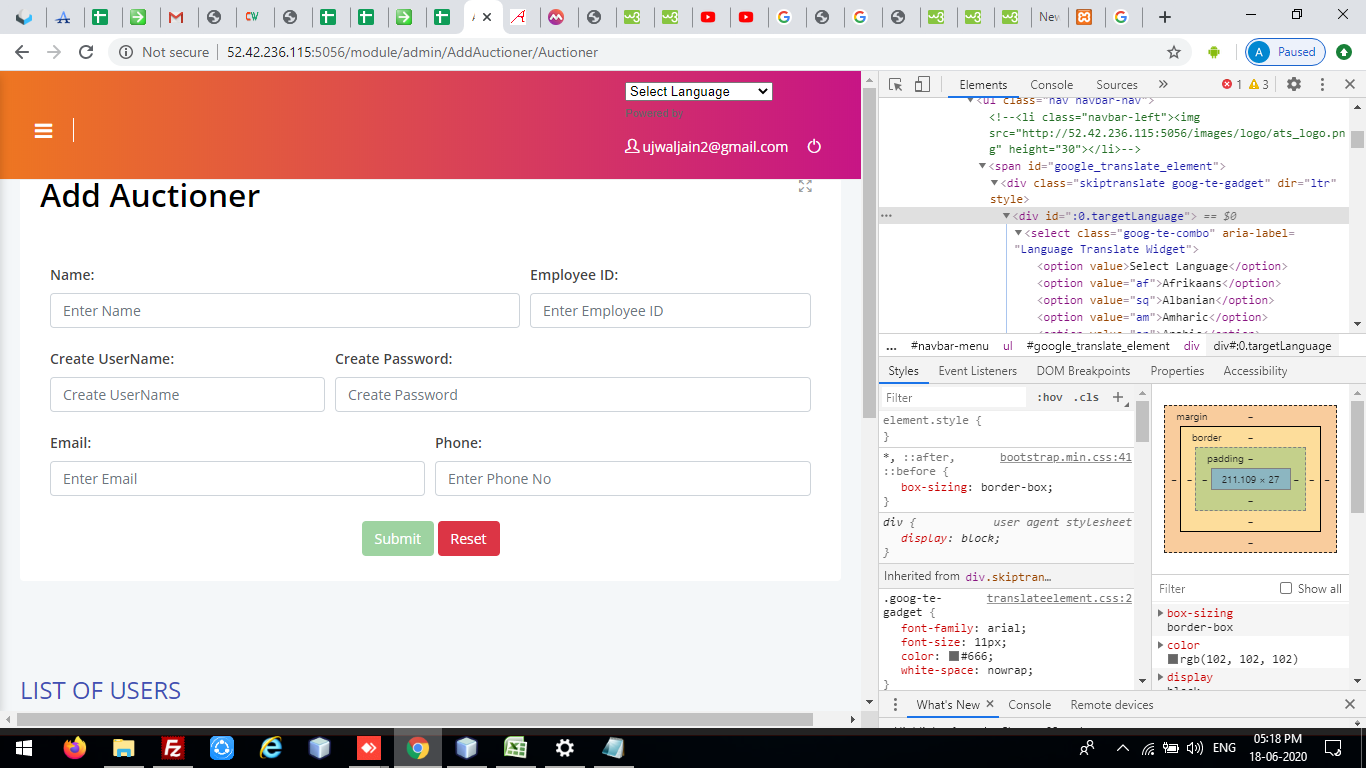 CW
New
Not secure
52.42.236.115:5056/module/admin/AddAuctioner/Auctioner
A
Paused
Select Language
Powered by
ujwaljain2@gmail.com
Add Auctioner
Name:
Employee ID:
Enter Name
Enter Employee ID
Create UserName:
Create Password:
Create UserName
Create Password
Email:
Phone:
Enter Email
Enter Phone No
Submit
Reset
LIST OF USERS
Elements
Console
Sources
»
1
3
▼<ul class="nav navbar-nav">
<!--<li class="navbar-left"><img
src="http://52.42.236.115:5056/images/logo/ats_logo.pn
g" height="30"></li>-->
▼<span id="google_translate_element">
▼<div class="skiptranslate goog-te-gadget" dir="ltr"
style>
… ▼<div id=":0.targetLanguage"> == $0
▼<select class="goog-te-combo" aria-label=
"Language Translate Widget">
<option value>Select Language</option>
<option value="af">Afrikaans</option>
<option value="sq">Albanian</option>
<option value="am">Amharic</option>
<option value="ar">Arabic</option>
... #navbar-menu ul #google_translate_element div div#:0.targetLanguage
Styles
Event Listeners
DOM Breakpoints
Properties
Accessibility
Filter
:hov .cls +
element.style {
}
*, ::after,
bootstrap.min.css:41
::before {
box-sizing: border-box;
}
div {
user agent stylesheet
display: block;
}
Inherited from div.skiptran…
.goog-te-
translateelement.css:2
gadget {
font-family: arial;
font-size: 11px;
color: #666;
white-space: nowrap;
}
margin –
border –
padding –
– – – 211.109 × 27 – – –
–
–
–
Filter
Show all
box-sizing
border-box
color
rgb(102, 102, 102)
display
block
What's New
Console
Remote devices
ENG
05:18 PM
18-06-2020